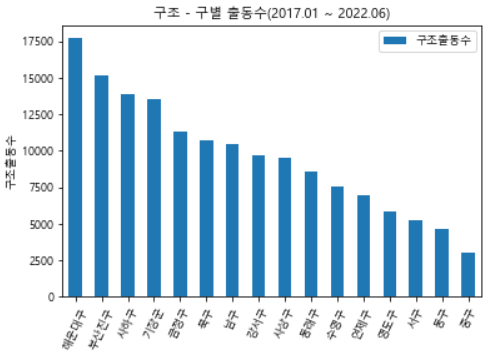 구조 - 구별 출동수(2017.01 ~ 2022.06)
구조출동수
구조출동수
17500
15000
12500
10000
7500
5000
2500
0
해운대구
부산진구
사하구
기장군
금정구
북구
남구
강서구
사상구
동래구
수영구
연제구
영도구
서구
동구
중구